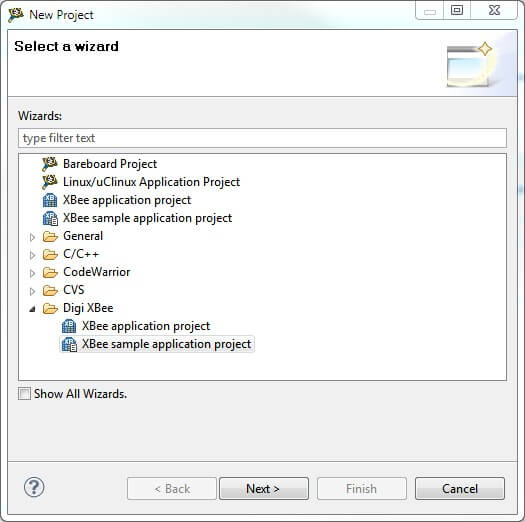 New Project
Select a wizard
Wizards:
type filter text
Bareboard Project
Linux/uClinux Application Project
XBee application project
XBee sample application project
General
C/C++
CodeWarrior
CVS
Digi XBee
XBee application project
XBee sample application project
Show All Wizards.
? < Back Next > Finish Cancel